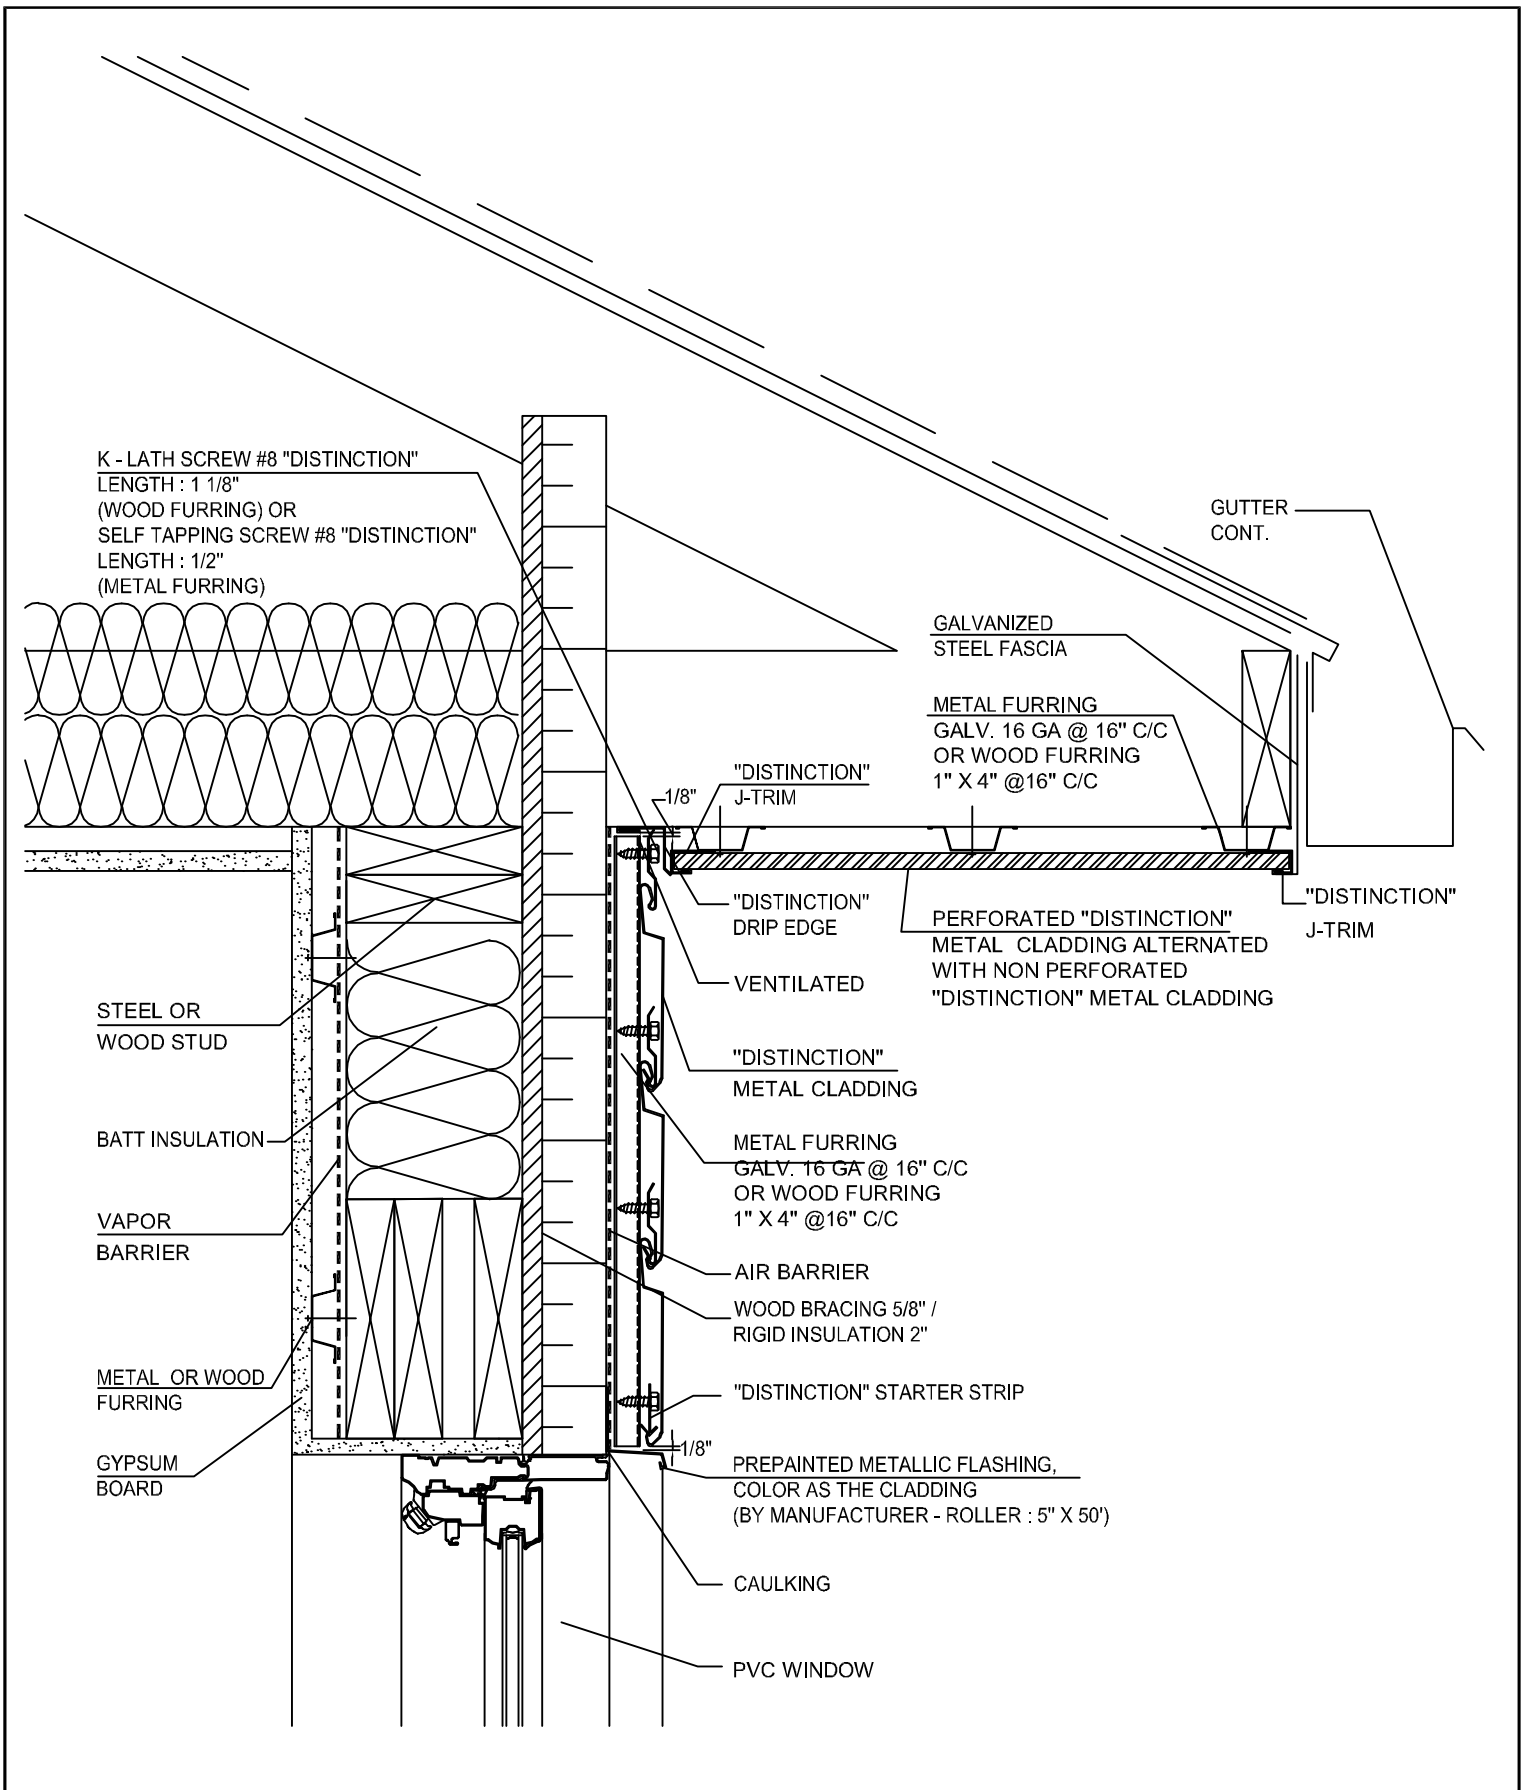 K - LATH SCREW #8 "DISTINCTION"
LENGTH : 1 1/8"
(WOOD FURRING) OR
SELF TAPPING SCREW #8 "DISTINCTION"
LENGTH : 1/2"
(METAL FURRING)
GUTTER
CONT.
GALVANIZED
STEEL FASCIA
METAL FURRING
GALV. 16 GA @ 16" C/C
OR WOOD FURRING
1" X 4" @16" C/C
"DISTINCTION"
J-TRIM
1/8"
"DISTINCTION"
DRIP EDGE
"DISTINCTION"
J-TRIM
PERFORATED "DISTINCTION"
METAL CLADDING ALTERNATED
WITH NON PERFORATED
"DISTINCTION" METAL CLADDING
VENTILATED
STEEL OR
WOOD STUD
"DISTINCTION"
METAL CLADDING
BATT INSULATION
METAL FURRING
GALV. 16 GA @ 16" C/C
OR WOOD FURRING
1" X 4" @16" C/C
VAPOR
BARRIER
AIR BARRIER
WOOD BRACING 5/8" /
RIGID INSULATION 2"
METAL OR WOOD
FURRING
"DISTINCTION" STARTER STRIP
1/8"
GYPSUM
BOARD
PREPAINTED METALLIC FLASHING,
COLOR AS THE CLADDING
(BY MANUFACTURER - ROLLER : 5" X 50')
CAULKING
PVC WINDOW